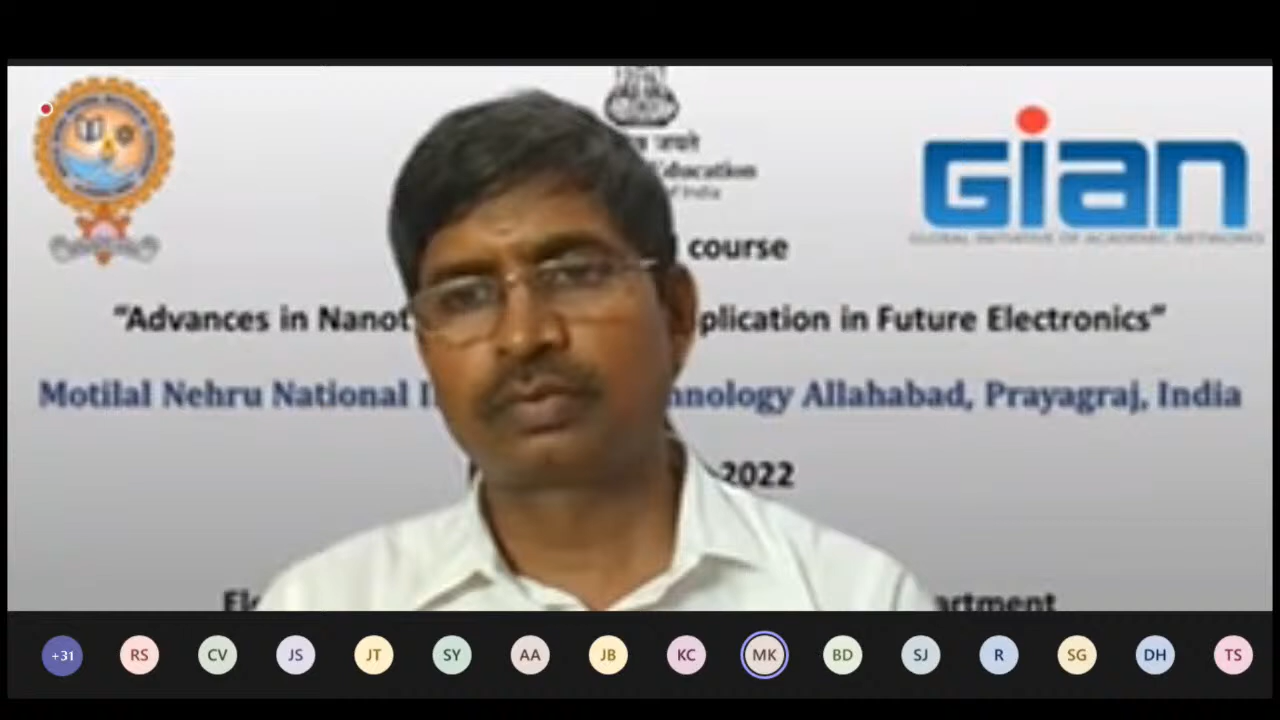 जयते
Education
of India
GIAN
GLOBAL INITIATIVE OF ACADEMIC NETWORKS
course
“Advances in Nanot plication in Future Electronics”
Motilal Nehru National I nnology Allahabad, Prayagraj, India
2022
artment
+31 RS CV JS JT SY AA JB KC MK BD SJ R SG DH TS